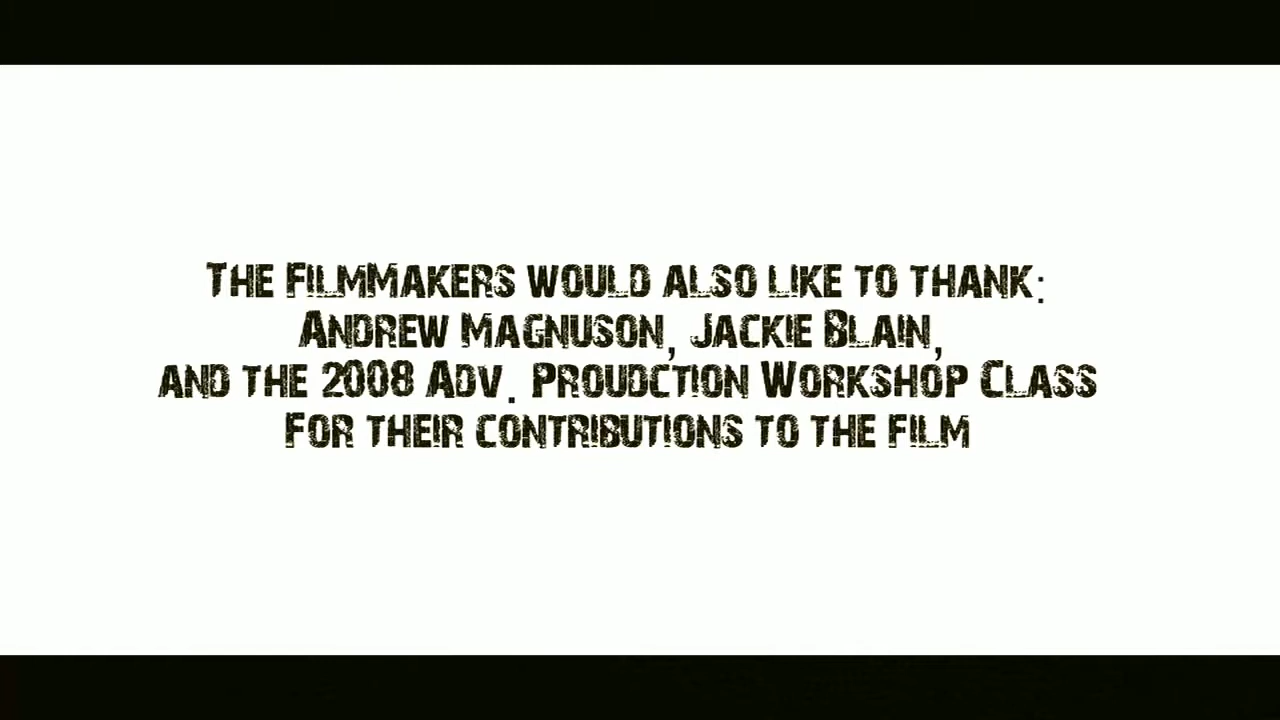 The FilmMakers would also like to thank:
Andrew Magnuson, Jackie Blain,
and the 2008 Adv. Proudction Workshop Class
For their contributions to the film